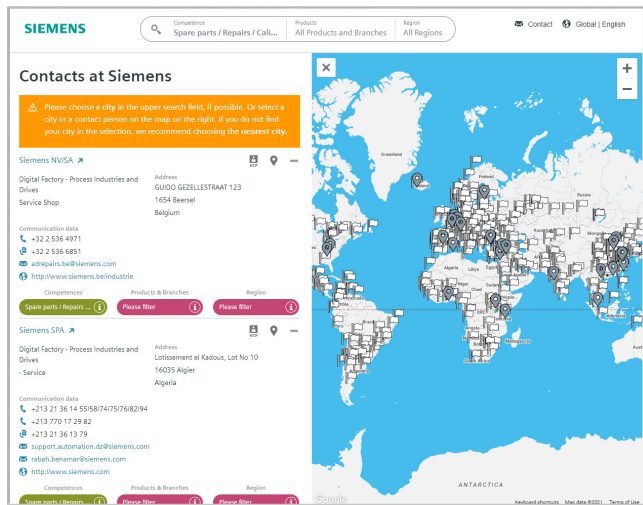 SIEMENS
Competence
Spare parts / Repairs / Cali...
Products
All Products and Branches
Region
All Regions
Contact
Global | English
Contacts at Siemens
Please choose a city in the upper search field, if possible. Or select a
city or a contact person on the map on the right. If you do not find
your city in the selection, we recommend choosing the nearest city.
Siemens NV/SA
Digital Factory - Process Industries and
Drives
Service Shop
Address
GUIDO GEZELLESTRAAT 123
1654 Beersel
Belgium
Communication data
+32 2 536 4971
+32 2 536 6851
adrepairs.be@siemens.com
http://www.siemens.be/industrie
Competences
Products & Branches
Region
Spare parts / Repairs ...
Please filter
Please filter
Siemens SPA
Digital Factory - Process Industries and
Drives
- Service
Address
Lotissement el Kadous, Lot No 10
16035 Algier
Algeria
Communication data
+213 21 36 14 55/58/74/75/76/82/94
+213 770 17 29 82
+213 21 36 13 79
support.automation.dz@siemens.com
rabah.benamar@siemens.com
http://www.siemens.com
Competences
Products & Branches
Region
Spare parts / Repairs ...
Please filter
Please filter
Greenland
Finland
Russia
Algeria
Libya
Niger
Chad
Angola
Madagascar
Indonesia
ANTARCTICA
Google
Keyboard shortcuts
Map data ©2021
Terms of Use